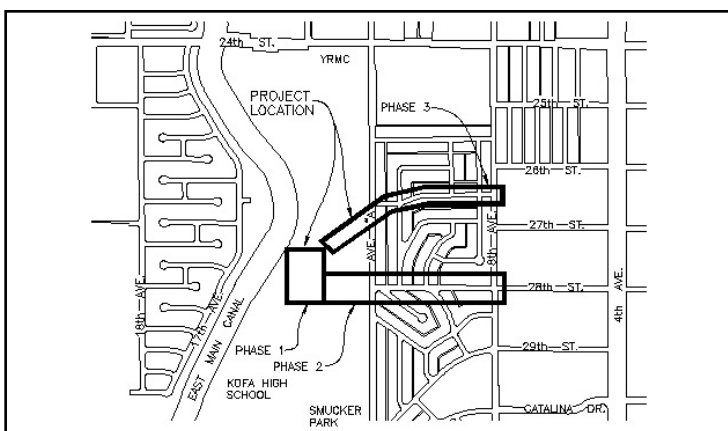 24th ST.
YRMC
PROJECT
LOCATION
PHASE 3
25th ST.
26th ST.
AVE. A
27th ST.
8th AVE.
4th AVE.
28th ST.
18th AVE.
17th AVE.
EAST MAIN CANAL
PHASE 1
PHASE 2
29th ST.
KOFA HIGH
SCHOOL
SMUCKER
PARK
CATALINA DR.